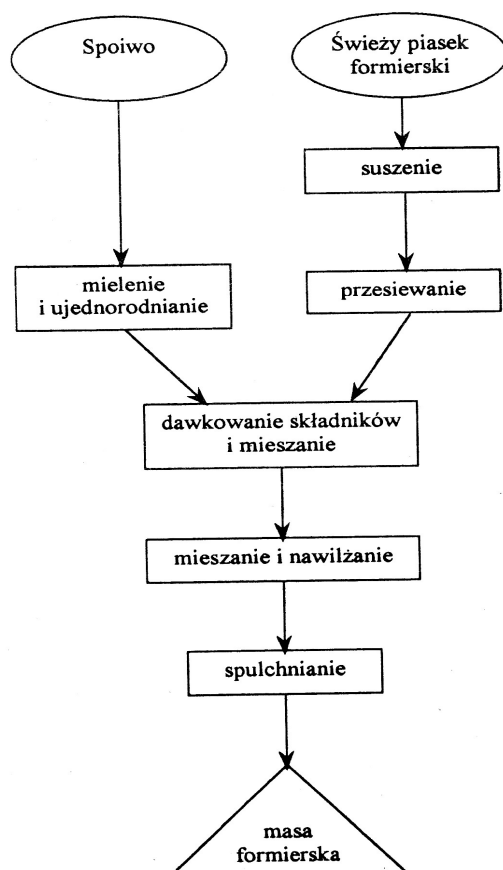 Spoiwo
Świeży piasek
formierski
suszenie
mielenie
i ujednorodnianie
przesiewanie
dawkowanie składników
i mieszanie
mieszanie i nawilżanie
spulchnianie
masa
formierska